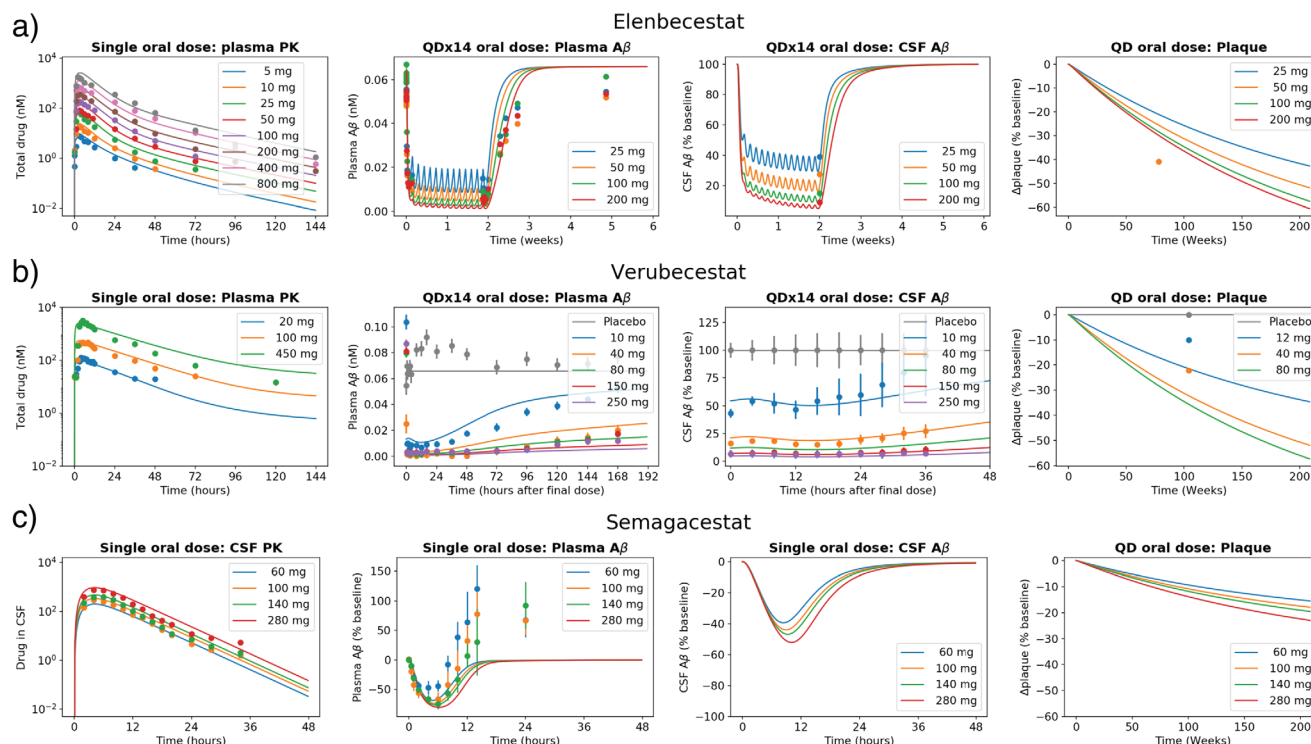 a)
Elenbecestat
Single oral dose: plasma PK
Total drug (nM)
10⁴
10²
10⁰
10⁻²
5 mg
10 mg
25 mg
50 mg
100 mg
200 mg
400 mg
800 mg
0 24 48 72 96 120 144
Time (hours)
QDx14 oral dose: Plasma Aβ
Plasma Aβ (nM)
0.06
0.04
0.02
0.00
25 mg
50 mg
100 mg
200 mg
0 1 2 3 4 5 6
Time (weeks)
QDx14 oral dose: CSF Aβ
CSF Aβ (% baseline)
100
80
60
40
20
25 mg
50 mg
100 mg
200 mg
0 1 2 3 4 5 6
Time (weeks)
QD oral dose: Plaque
Δplaque (% baseline)
0
−10
−20
−30
−40
−50
−60
25 mg
50 mg
100 mg
200 mg
0 50 100 150 200
Time (Weeks)
b)
Verubecestat
Single oral dose: Plasma PK
Total drug (nM)
10⁴
10²
10⁰
10⁻²
20 mg
100 mg
450 mg
0 24 48 72 96 120 144
Time (hours)
QDx14 oral dose: Plasma Aβ
Plasma Aβ (nM)
0.10
0.08
0.06
0.04
0.02
0.00
Placebo
10 mg
40 mg
80 mg
150 mg
250 mg
0 24 48 72 96 120 144 168 192
Time (hours after final dose)
QDx14 oral dose: CSF Aβ
CSF Aβ (% baseline)
125
100
75
50
25
0
Placebo
10 mg
40 mg
80 mg
150 mg
250 mg
0 12 24 36 48
Time (hours after final dose)
QD oral dose: Plaque
Δplaque (% baseline)
0
−10
−20
−30
−40
−50
−60
Placebo
12 mg
40 mg
80 mg
0 50 100 150 200
Time (Weeks)
c)
Semagacestat
Single oral dose: CSF PK
Drug in CSF
10⁴
10²
10⁰
10⁻²
60 mg
100 mg
140 mg
280 mg
0 12 24 36 48
Time (hours)
Single oral dose: Plasma Aβ
Plasma Aβ (% baseline)
150
100
50
0
−50
60 mg
100 mg
140 mg
280 mg
0 12 24 36 48
Time (hours)
Single oral dose: CSF Aβ
CSF Aβ (% baseline)
0
−20
−40
−60
−80
−100
60 mg
100 mg
140 mg
280 mg
0 12 24 36 48
Time (hours)
QD oral dose: Plaque
Δplaque (% baseline)
0
−10
−20
−30
−40
−50
−60
60 mg
100 mg
140 mg
280 mg
0 50 100 150 200
Time (Weeks)